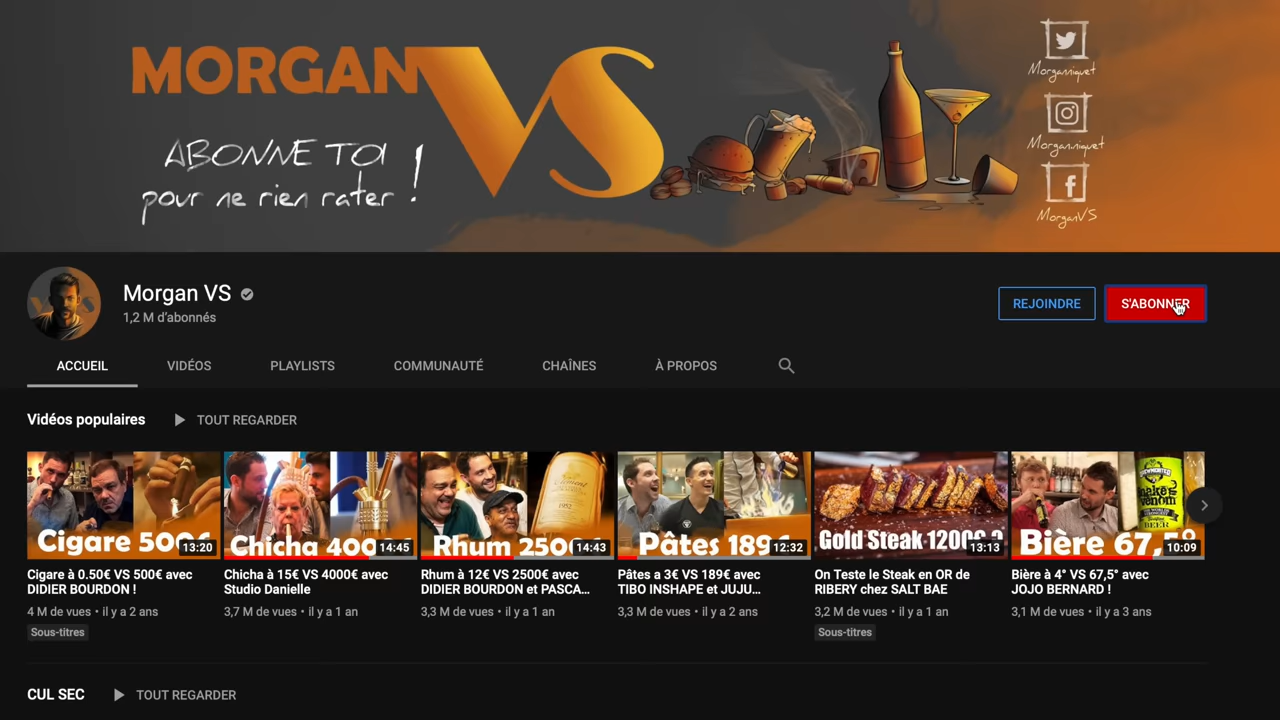 MORGAN VS
ABONNE TOI
pour ne rien rater !
Morganniquet
Morganniquet
MorganVS
Morgan VS
1,2 M d'abonnés
REJOINDRE
S'ABONNER
ACCUEIL
VIDÉOS
PLAYLISTS
COMMUNAUTÉ
CHAÎNES
À PROPOS
Vidéos populaires
TOUT REGARDER
Cigare 500€
13:20
Chicha 400
14:45
Rhum 250
14:43
Pâtes 189€
12:32
Gold Steak 1200€ ?
13:13
Bière 67,5°
10:09
Cigare à 0.50€ VS 500€ avec
DIDIER BOURDON !
4 M de vues • il y a 2 ans
Sous-titres
Chicha à 15€ VS 4000€ avec
Studio Danielle
3,7 M de vues • il y a 1 an
Rhum à 12€ VS 2500€ avec
DIDIER BOURDON et PASCA...
3,3 M de vues • il y a 1 an
Pâtes a 3€ VS 189€ avec
TIBO INSHAPE et JUJU...
3,3 M de vues • il y a 2 ans
On Teste le Steak en OR de
RIBERY chez SALT BAE
3,2 M de vues • il y a 1 an
Sous-titres
Bière à 4° VS 67,5° avec
JOJO BERNARD !
3,1 M de vues • il y a 3 ans
CUL SEC
TOUT REGARDER